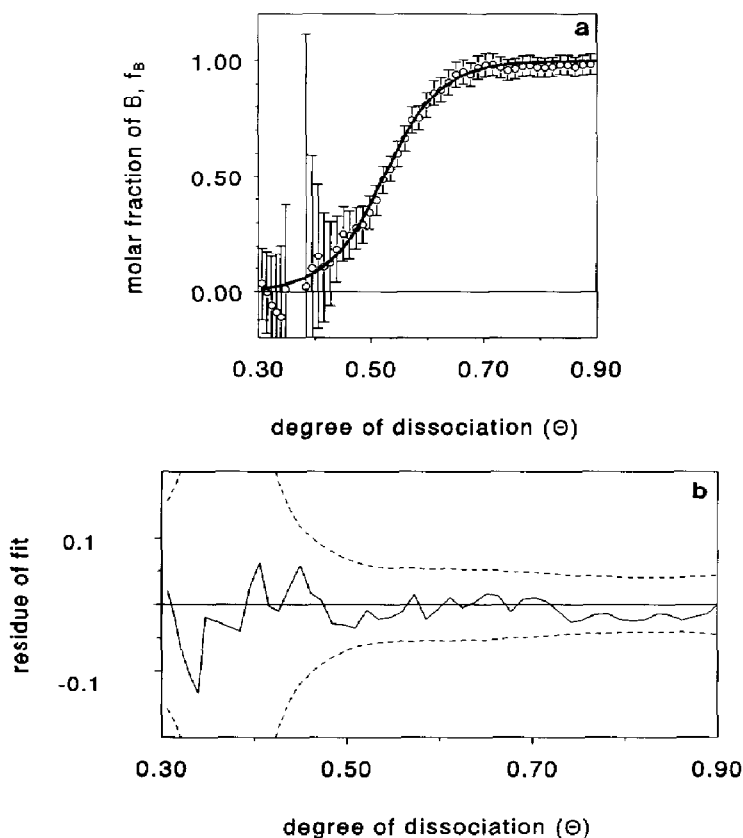 a
1.00
0.50
0.00
molar fraction of B, fB
0.30 0.50 0.70 0.90
degree of dissociation (Θ)
b
0.1
-0.1
residue of fit
0.30 0.50 0.70 0.90
degree of dissociation (Θ)